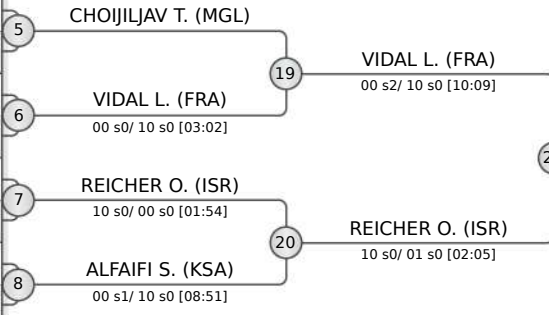 CHOIJILJAV T. (MGL)
5
19
VIDAL L. (FRA)
00 s2/ 10 s0 [10:09]
VIDAL L. (FRA)
6
00 s0/ 10 s0 [03:02]
REICHER O. (ISR)
7
10 s0/ 00 s0 [01:54]
20
REICHER O. (ISR)
10 s0/ 01 s0 [02:05]
ALFAIFI S. (KSA)
8
00 s1/ 10 s0 [08:51]